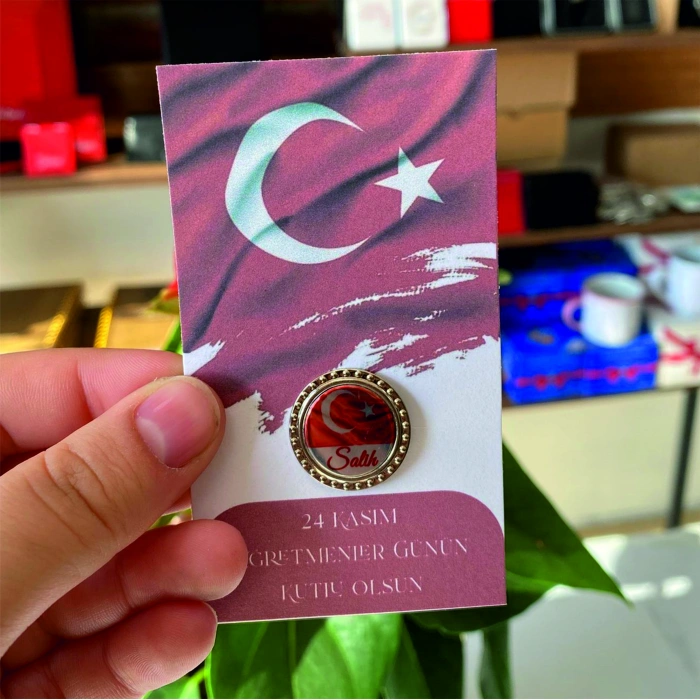 Salih
24 KASIM
ĞRETMENLER GÜNÜN
KUTLU OLSUN